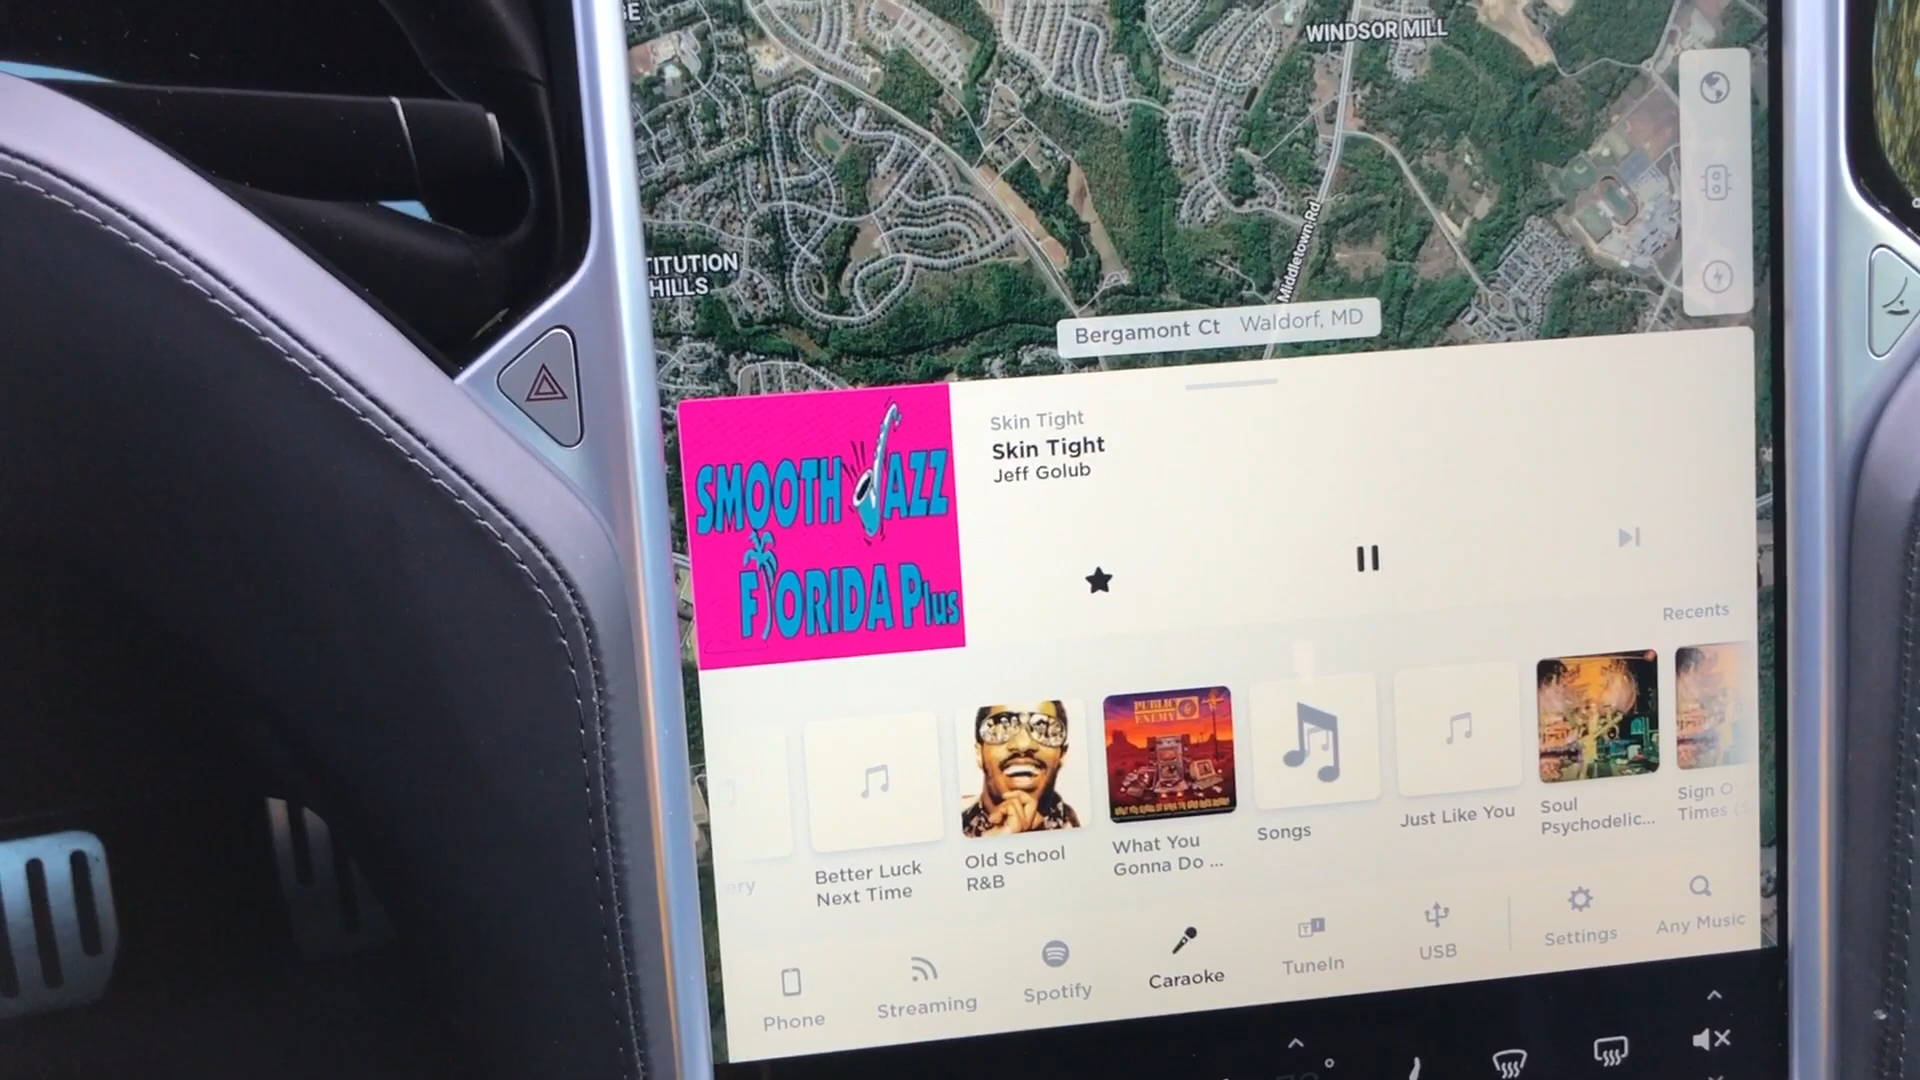 WINDSOR MILL
TITUTION
HILLS
Middletown Rd
Bergamont Ct Waldorf, MD
SMOOTH JAZZ
FLORIDA Plus
Skin Tight
Skin Tight
Jeff Golub
Recents
PUBLIC
ENEMY
ery
Better Luck
Next Time
Old School
R&B
What You
Gonna Do ...
Songs
Just Like You
Soul
Psychodelic...
Sign O
Times (
Phone
Streaming
Spotify
Caraoke
TuneIn
USB
Settings
Any Music